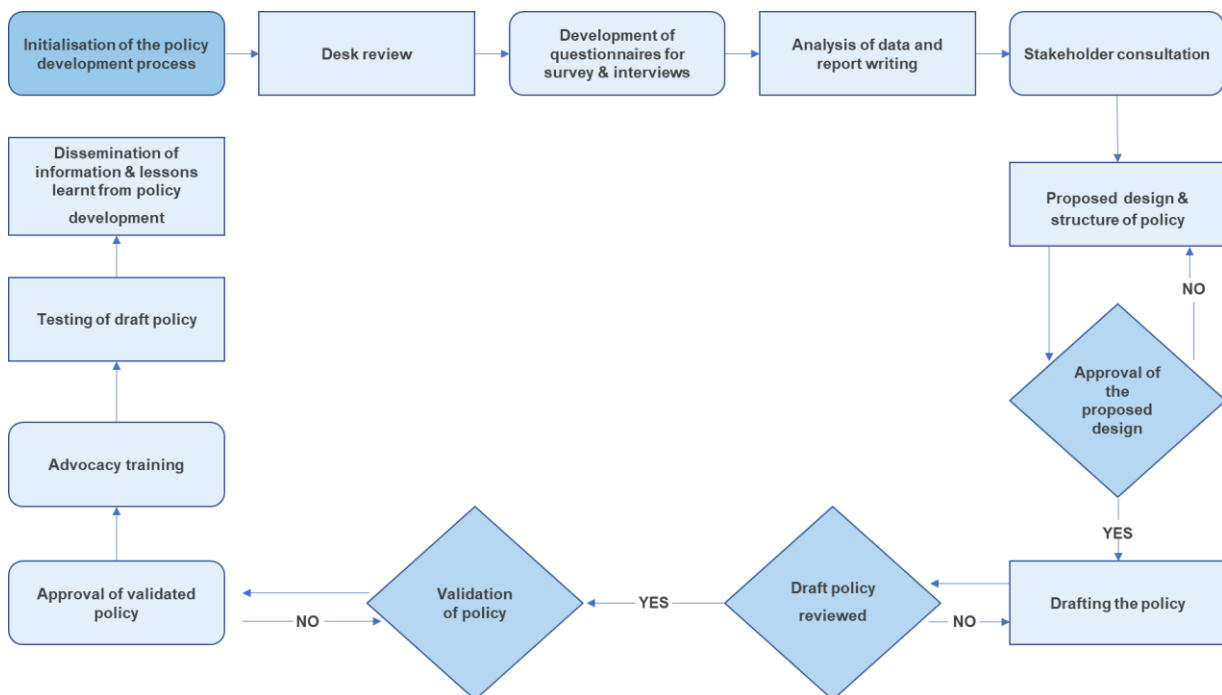 Initialisation of the policy
development process
Desk review
Development of
questionnaires for
survey & interviews
Analysis of data and
report writing
Stakeholder consultation
Proposed design &
structure of policy
NO
Approval of
the
proposed
design
YES
Drafting the policy
NO
Draft policy
reviewed
YES
Validation
of policy
NO
Approval of validated
policy
Advocacy training
Testing of draft policy
Dissemination of
information & lessons
learnt from policy
development